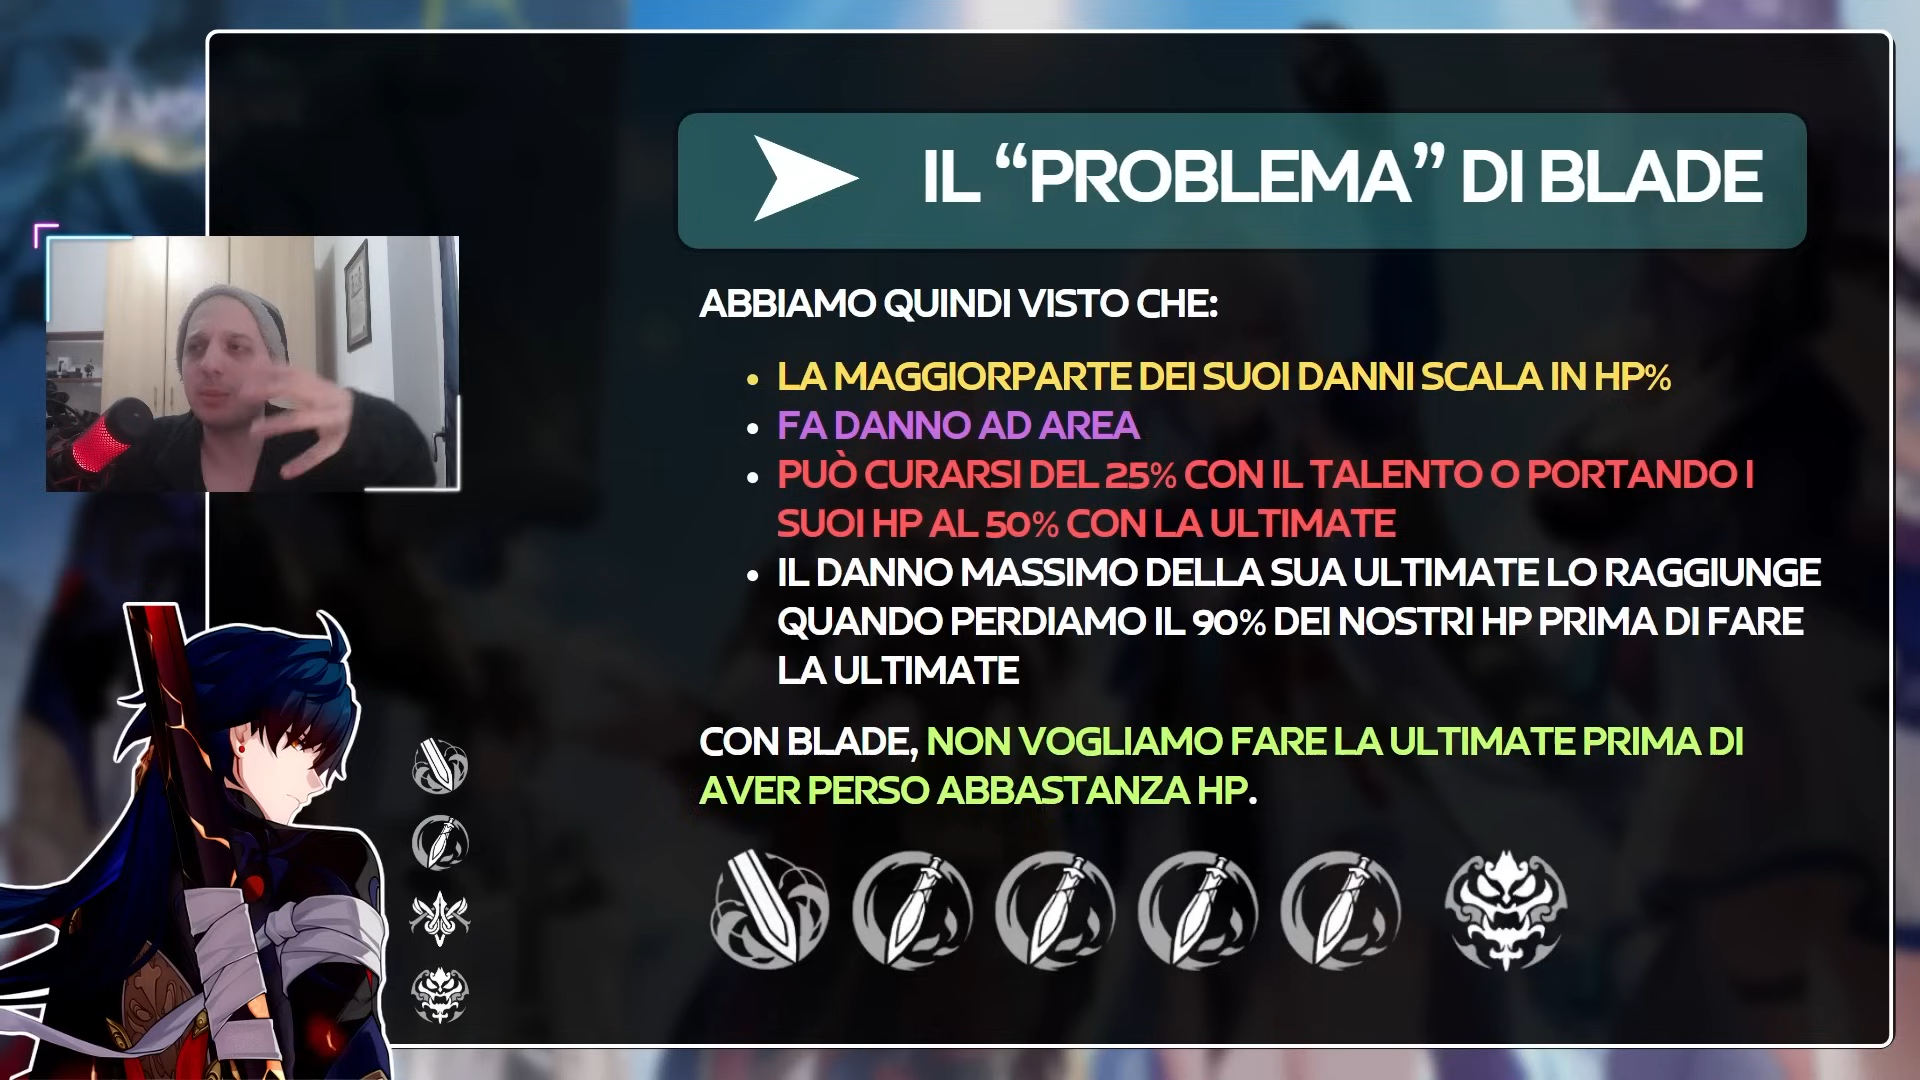 IL “PROBLEMA” DI BLADE
ABBIAMO QUINDI VISTO CHE:
• LA MAGGIORPARTE DEI SUOI DANNI SCALA IN HP%
• FA DANNO AD AREA
• PUÒ CURARSI DEL 25% CON IL TALENTO O PORTANDO I
SUOI HP AL 50% CON LA ULTIMATE
• IL DANNO MASSIMO DELLA SUA ULTIMATE LO RAGGIUNGE
QUANDO PERDIAMO IL 90% DEI NOSTRI HP PRIMA DI FARE
LA ULTIMATE
CON BLADE, NON VOGLIAMO FARE LA ULTIMATE PRIMA DI
AVER PERSO ABBASTANZA HP.